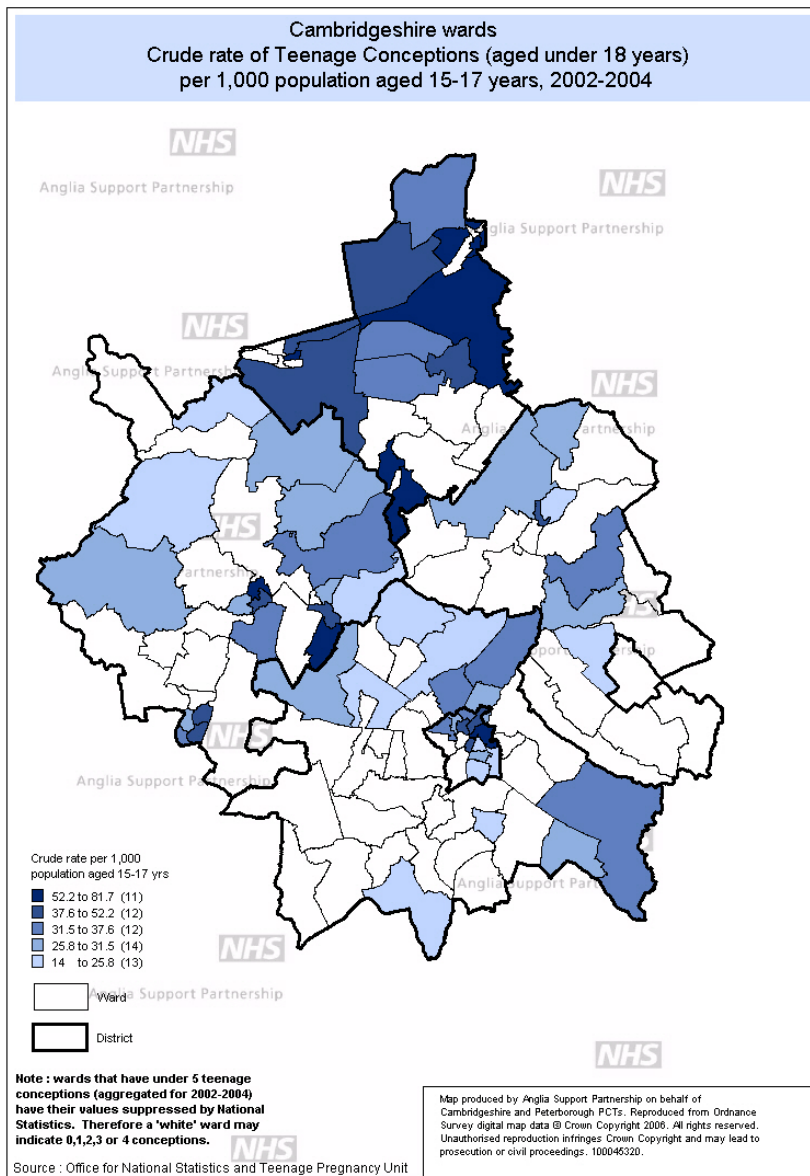 Cambridgeshire wards
Crude rate of Teenage Conceptions (aged under 18 years)
per 1,000 population aged 15-17 years, 2002-2004
NHS
Anglia Support Partnership
NHS
Anglia Support Partnership
NHS
Anglia Support Partnership
NHS
Anglia Support Partnership
NHS
Partnership
NHS
Support Partnership
NHS
Anglia Support Partnership
Anglia Support Partnership
Crude rate per 1,000
population aged 15-17 yrs
52.2 to 81.7 (11)
37.6 to 52.2 (12)
31.5 to 37.6 (12)
25.8 to 31.5 (14)
14 to 25.8 (13)
NHS
Anglia Support Partnership
Ward
District
NHS
Note : wards that have under 5 teenage
conceptions (aggregated for 2002-2004)
have their values suppressed by National
Statistics. Therefore a 'white' ward may
indicate 0,1,2,3 or 4 conceptions.
NHS
Source : Office for National Statistics and Teenage Pregnancy Unit
Map produced by Anglia Support Partnership on behalf of
Cambridgeshire and Peterborough PCTs. Reproduced from Ordnance
Survey digital map data @ Crown Copyright 2006. All rights reserved.
Unauthorised reproduction infringes Crown Copyright and may lead to
prosecution or civil proceedings. 100045320.